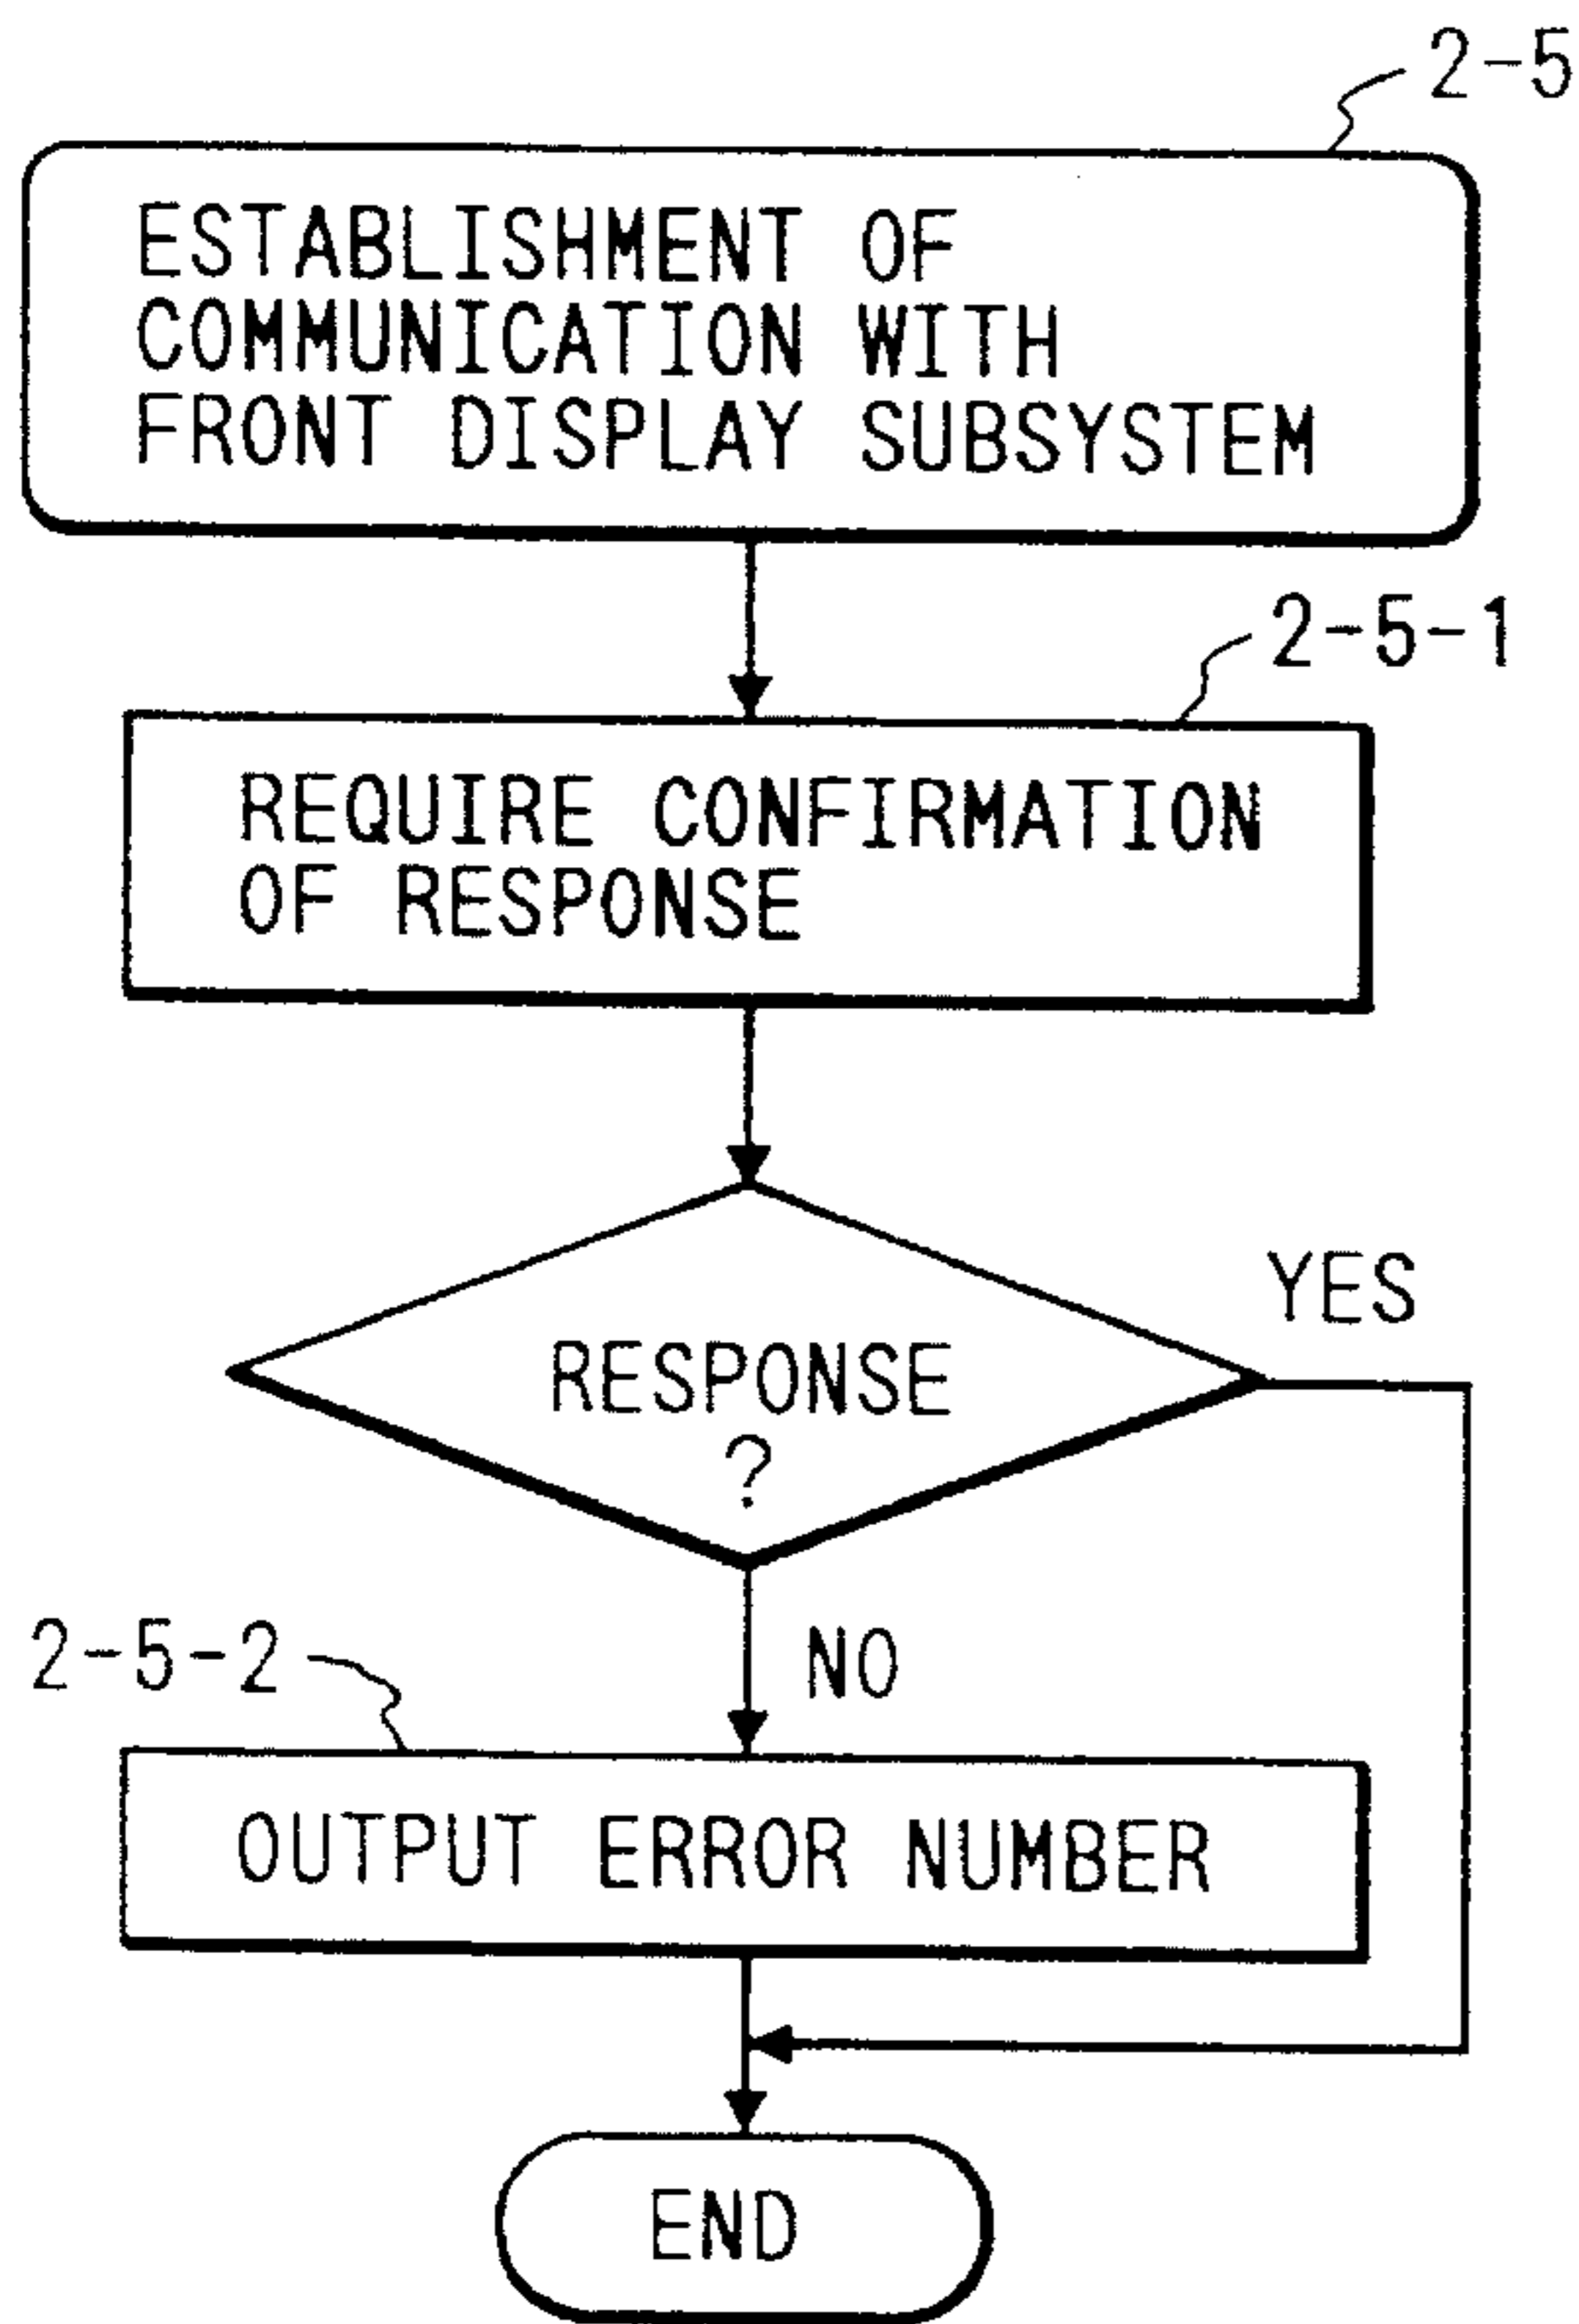 2-5
ESTABLISHMENT OF
COMMUNICATION WITH
FRONT DISPLAY SUBSYSTEM
2-5-1
REQUIRE CONFIRMATION
OF RESPONSE
YES
RESPONSE
?
2-5-2
NO
OUTPUT ERROR NUMBER
END